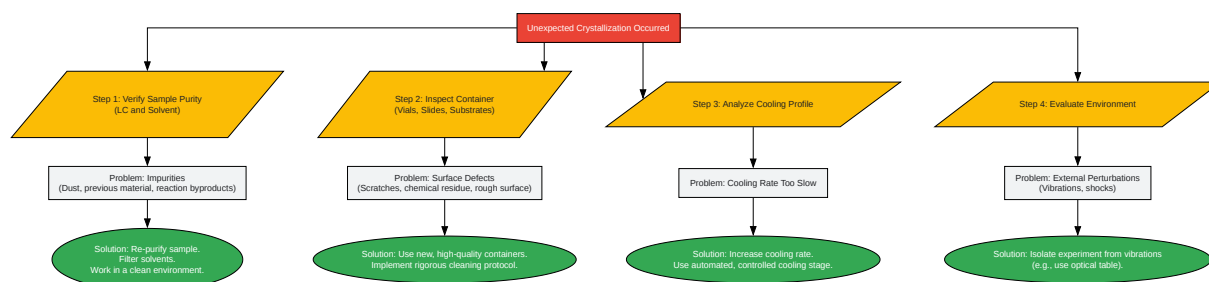 Unexpected Crystallization Occurred
Step 1: Verify Sample Purity
(LC and Solvent)
Step 2: Inspect Container
(Vials, Slides, Substrates)
Step 3: Analyze Cooling Profile
Step 4: Evaluate Environment
Problem: Impurities
(Dust, previous material, reaction byproducts)
Problem: Surface Defects
(Scratches, chemical residue, rough surface)
Problem: Cooling Rate Too Slow
Problem: External Perturbations
(Vibrations, shocks)
Solution: Re-purify sample.
Filter solvents.
Work in a clean environment.
Solution: Use new, high-quality containers.
Implement rigorous cleaning protocol.
Solution: Increase cooling rate.
Use automated, controlled cooling stage.
Solution: Isolate experiment from vibrations
(e.g., use optical table).